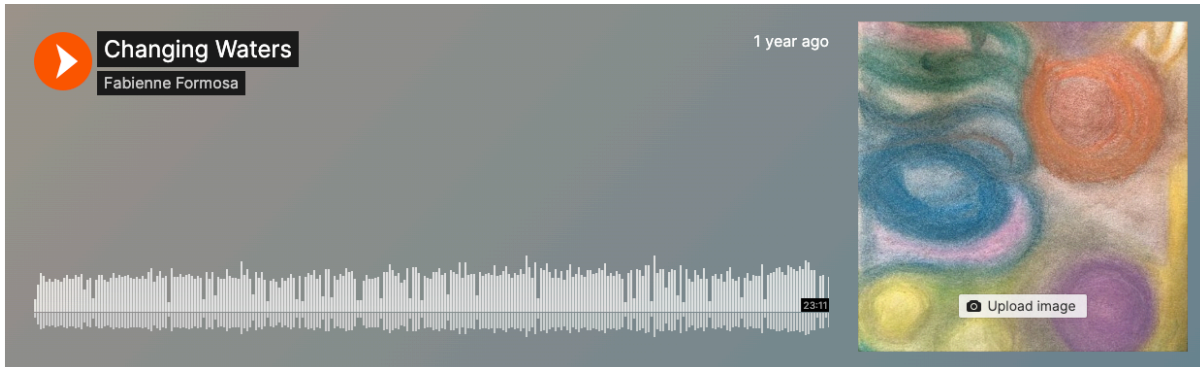 Changing Waters
1 year ago
Fabienne Formosa
23:11
Upload image